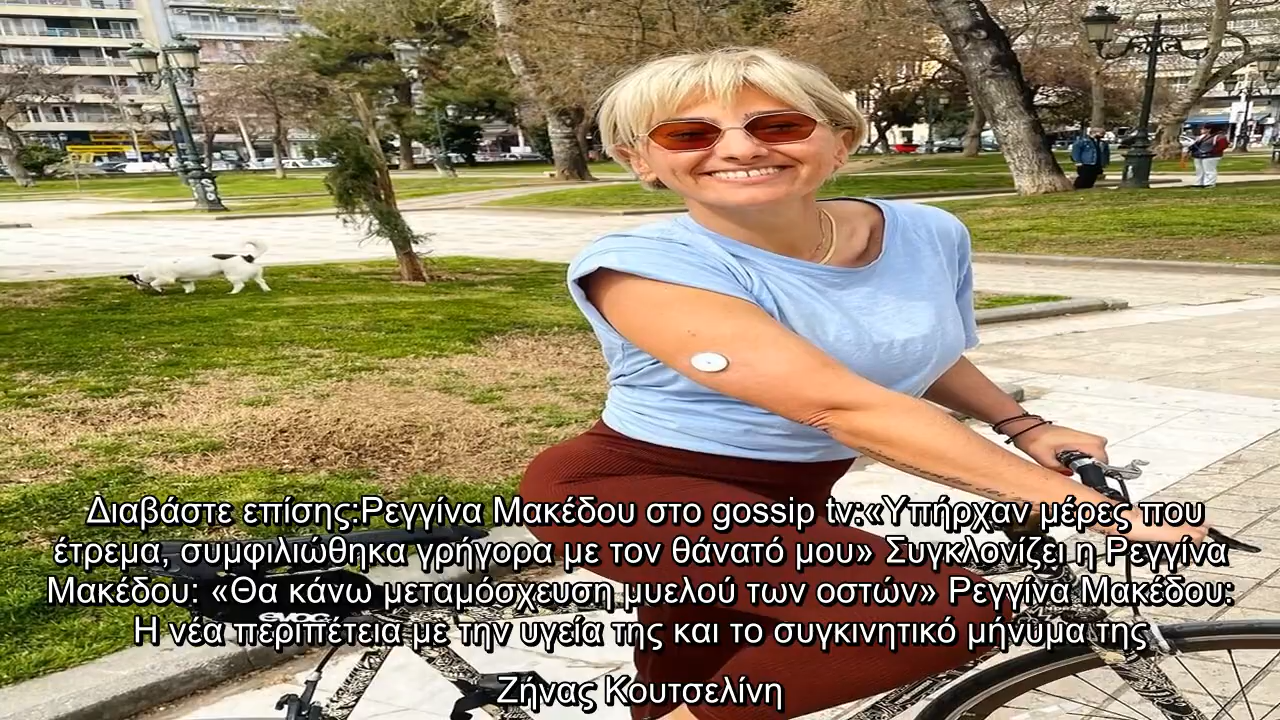 Διαβάστε επίσης:Ρεγγίνα Μακέδου στο gossip tv:«Υπήρχαν μέρες που
έτρεμα, συμφιλιώθηκα γρήγορα με τον θάνατό μου» Συγκλονίζει η Ρεγγίνα
Μακέδου: «Θα κάνω μεταμόσχευση μυελού των οστών» Ρεγγίνα Μακέδου:
Η νέα περιπέτεια με την υγεία της και το συγκινητικό μήνυμα της
Ζήνας Κουτσελίνη
evoc